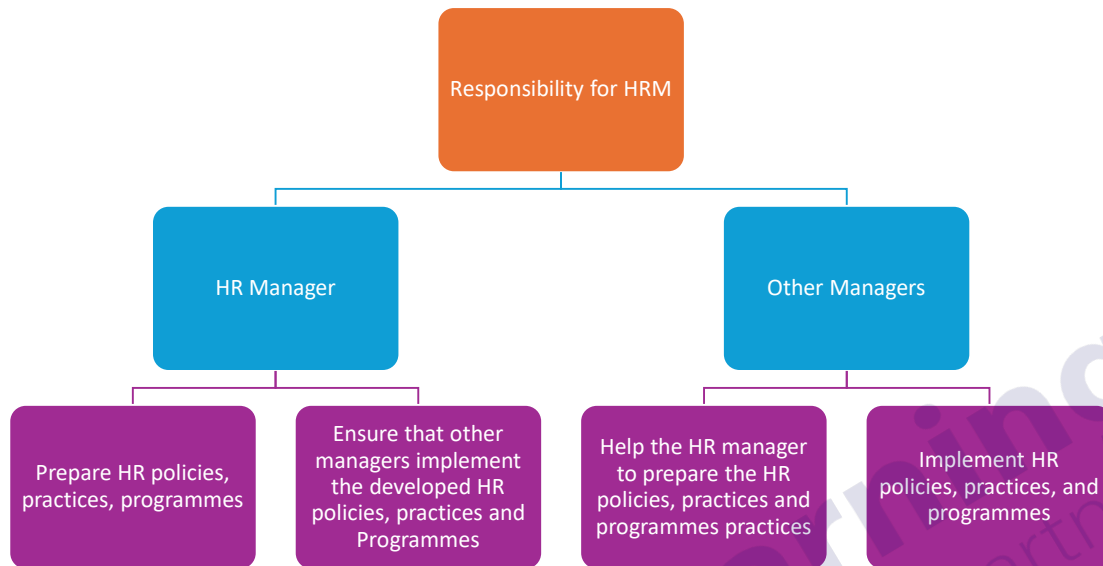 Responsibility for HRM
HR Manager
Other Managers
Prepare HR policies,
practices, programmes
Ensure that other
managers implement
the developed HR
policies, practices and
Programmes
Help the HR manager
to prepare the HR
policies, practices and
programmes practices
Implement HR
policies, practices, and
programmes